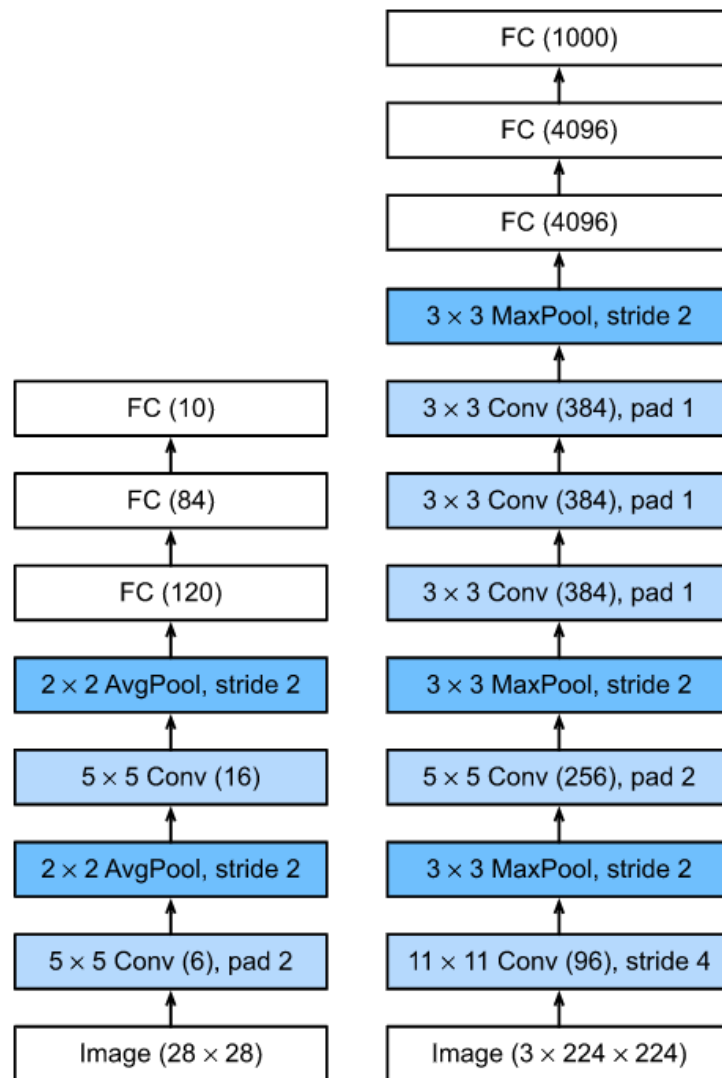 FC (1000)
FC (4096)
FC (4096)
3 × 3 MaxPool, stride 2
3 × 3 Conv (384), pad 1
3 × 3 Conv (384), pad 1
3 × 3 Conv (384), pad 1
3 × 3 MaxPool, stride 2
5 × 5 Conv (256), pad 2
3 × 3 MaxPool, stride 2
11 × 11 Conv (96), stride 4
Image (3 × 224 × 224)
FC (10)
FC (84)
FC (120)
2 × 2 AvgPool, stride 2
5 × 5 Conv (16)
2 × 2 AvgPool, stride 2
5 × 5 Conv (6), pad 2
Image (28 × 28)